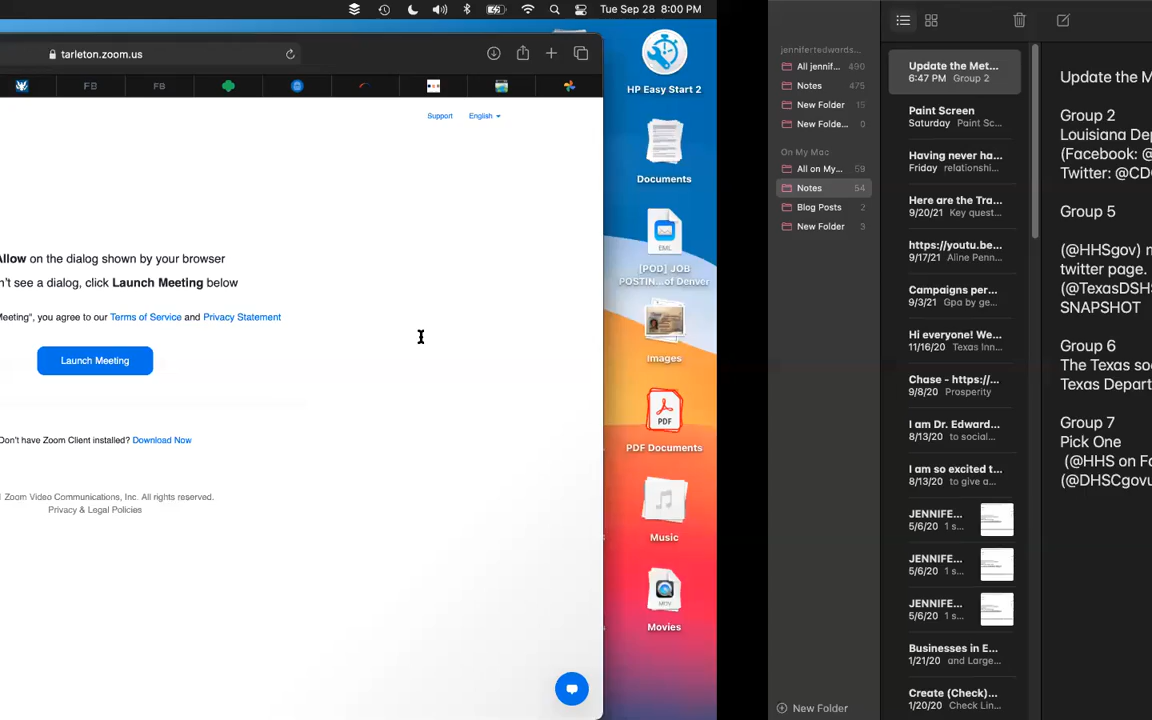 Tue Sep 28 8:00 PM
tarleton.zoom.us
FB
FB
Support
English
Allow on the dialog shown by your browser
n't see a dialog, click Launch Meeting below
Meeting", you agree to our Terms of Service and Privacy Statement
Launch Meeting
Don't have Zoom Client installed? Download Now
Zoom Video Communications, Inc. All rights reserved.
Privacy & Legal Policies
HP Easy Start 2
Documents
EML
[POD] JOB
POSTIN...of Denver
Images
PDF
PDF Documents
Music
MOV
Movies
jennifertedwards...
All jennif... 490
Notes 475
New Folder 15
New Folde... 0
On My Mac
All on My... 59
Notes 54
Blog Posts 2
New Folder 3
New Folder
Update the Met...
6:47 PM Group 2
Paint Screen
Saturday Paint Sc...
Having never ha...
Friday relationshi...
Here are the Tra...
9/20/21 Key quest...
https://youtu.be...
9/17/21 Aline Penn...
Campaigns per...
9/3/21 Gpa by ge...
Hi everyone! We...
11/16/20 Texas Inn...
Chase - https://...
9/8/20 Prosperity
I am Dr. Edward...
8/13/20 to social...
I am so excited t...
8/13/20 to give a...
JENNIFE...
5/6/20 1 s...
JENNIFE...
5/6/20 1 s...
JENNIFE...
5/6/20 1 s...
Businesses in E...
1/21/20 and Large...
Create (Check)...
1/20/20 Check Lin...
Update the M
Group 2
Louisiana De
(Facebook: @
Twitter: @CD
Group 5
(@HHSgov) m
twitter page.
(@TexasDSHS
SNAPSHOT
Group 6
The Texas so
Texas Depart
Group 7
Pick One
(@HHS on Fa
(@DHSCgov